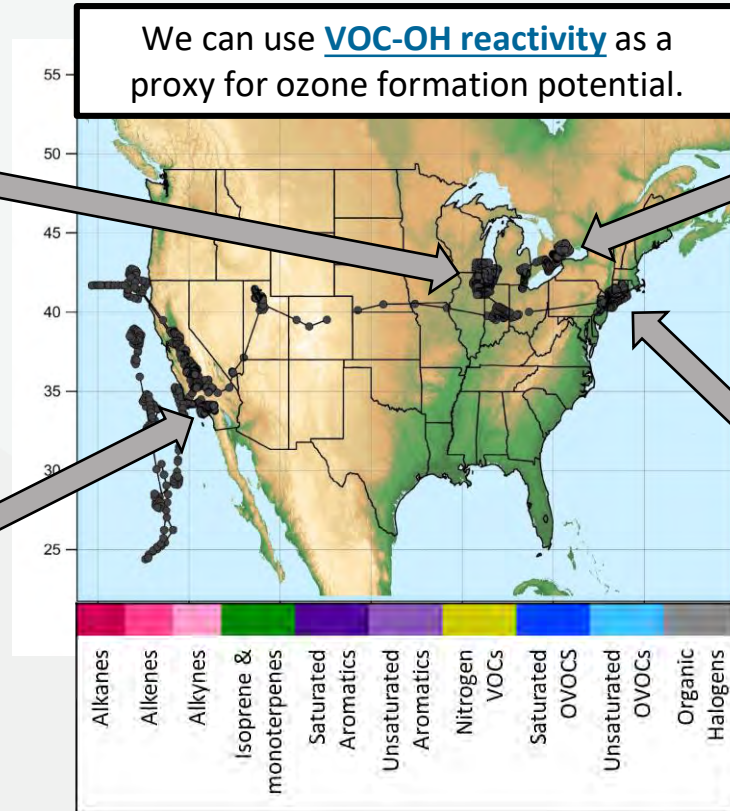 We can use VOC-OH reactivity as a
proxy for ozone formation potential.
55
50
45
40
35
30
25
Alkanes
Alkenes
Alkynes
Isoprene &
monoterpenes
Saturated
Aromatics
Unsaturated
Aromatics
Nitrogen
VOCs
Saturated
OVOCS
Unsaturated
OVOCs
Organic
Halogens